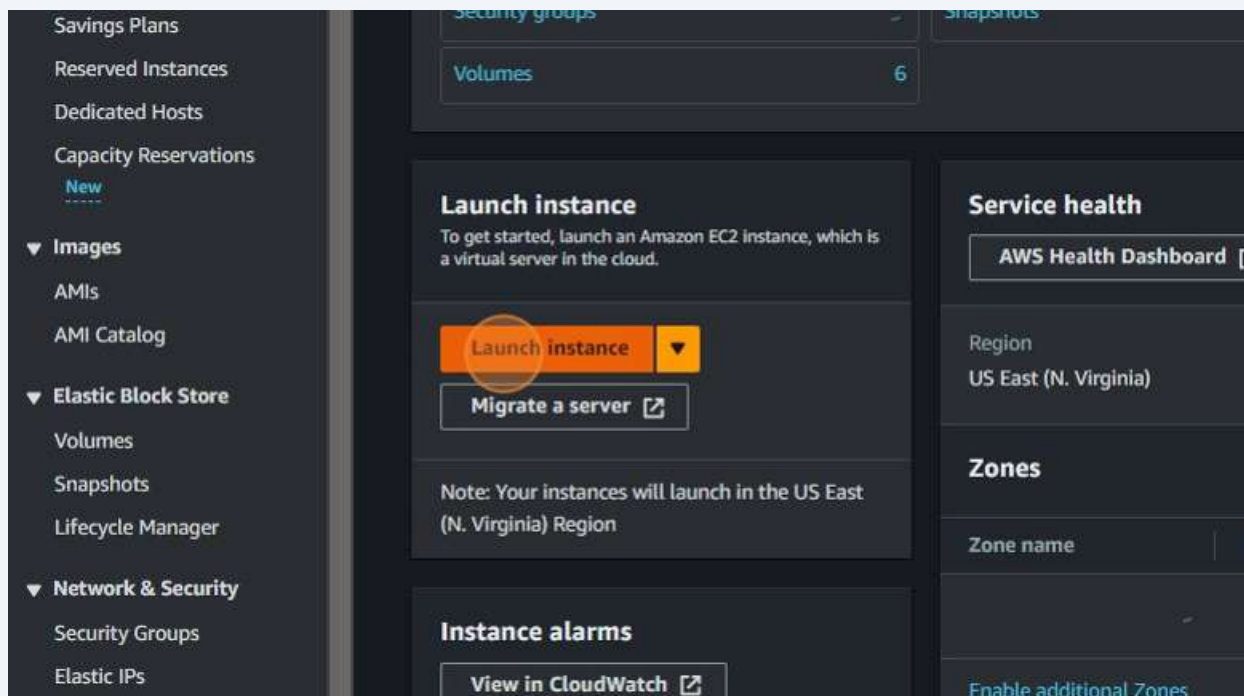 Savings Plans
Reserved Instances
Dedicated Hosts
Capacity Reservations
New
Images
AMIs
AMI Catalog
Elastic Block Store
Volumes
Snapshots
Lifecycle Manager
Network & Security
Security Groups
Elastic IPs
Security groups
Snapshots
Volumes 6
Launch instance
To get started, launch an Amazon EC2 instance, which is
a virtual server in the cloud.
Launch instance
Migrate a server
Note: Your instances will launch in the US East
(N. Virginia) Region
Instance alarms
View in CloudWatch
Service health
AWS Health Dashboard
Region
US East (N. Virginia)
Zones
Zone name
Enable additional Zones